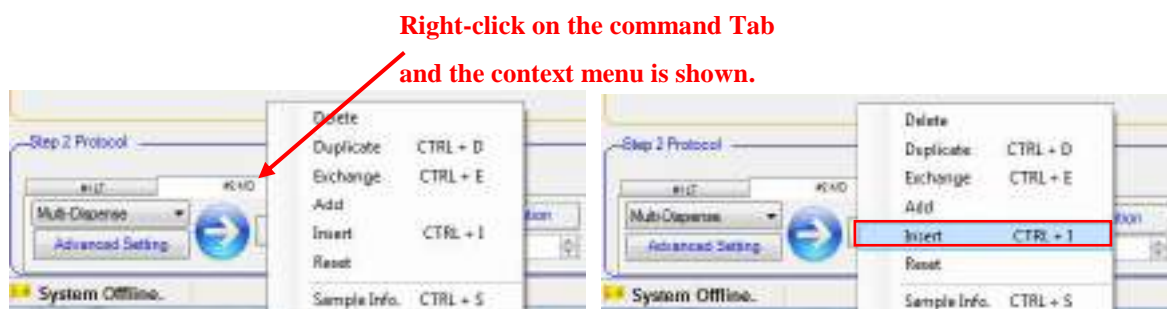 Right-click on the command Tab
and the context menu is shown.
Delete
Step 2 Protocol
Duplicate CTRL + D
Exchange CTRL + E
Add
Multi-Dispense
Insert CTRL + I
Advanced Setting
Reset
System Offline.
Sample Info. CTRL + S
Delete
Step 2 Protocol
Duplicate CTRL + D
Exchange CTRL + E
Add
Multi-Dispense
Insert CTRL + I
Advanced Setting
Reset
System Offline.
Sample Info. CTRL + S